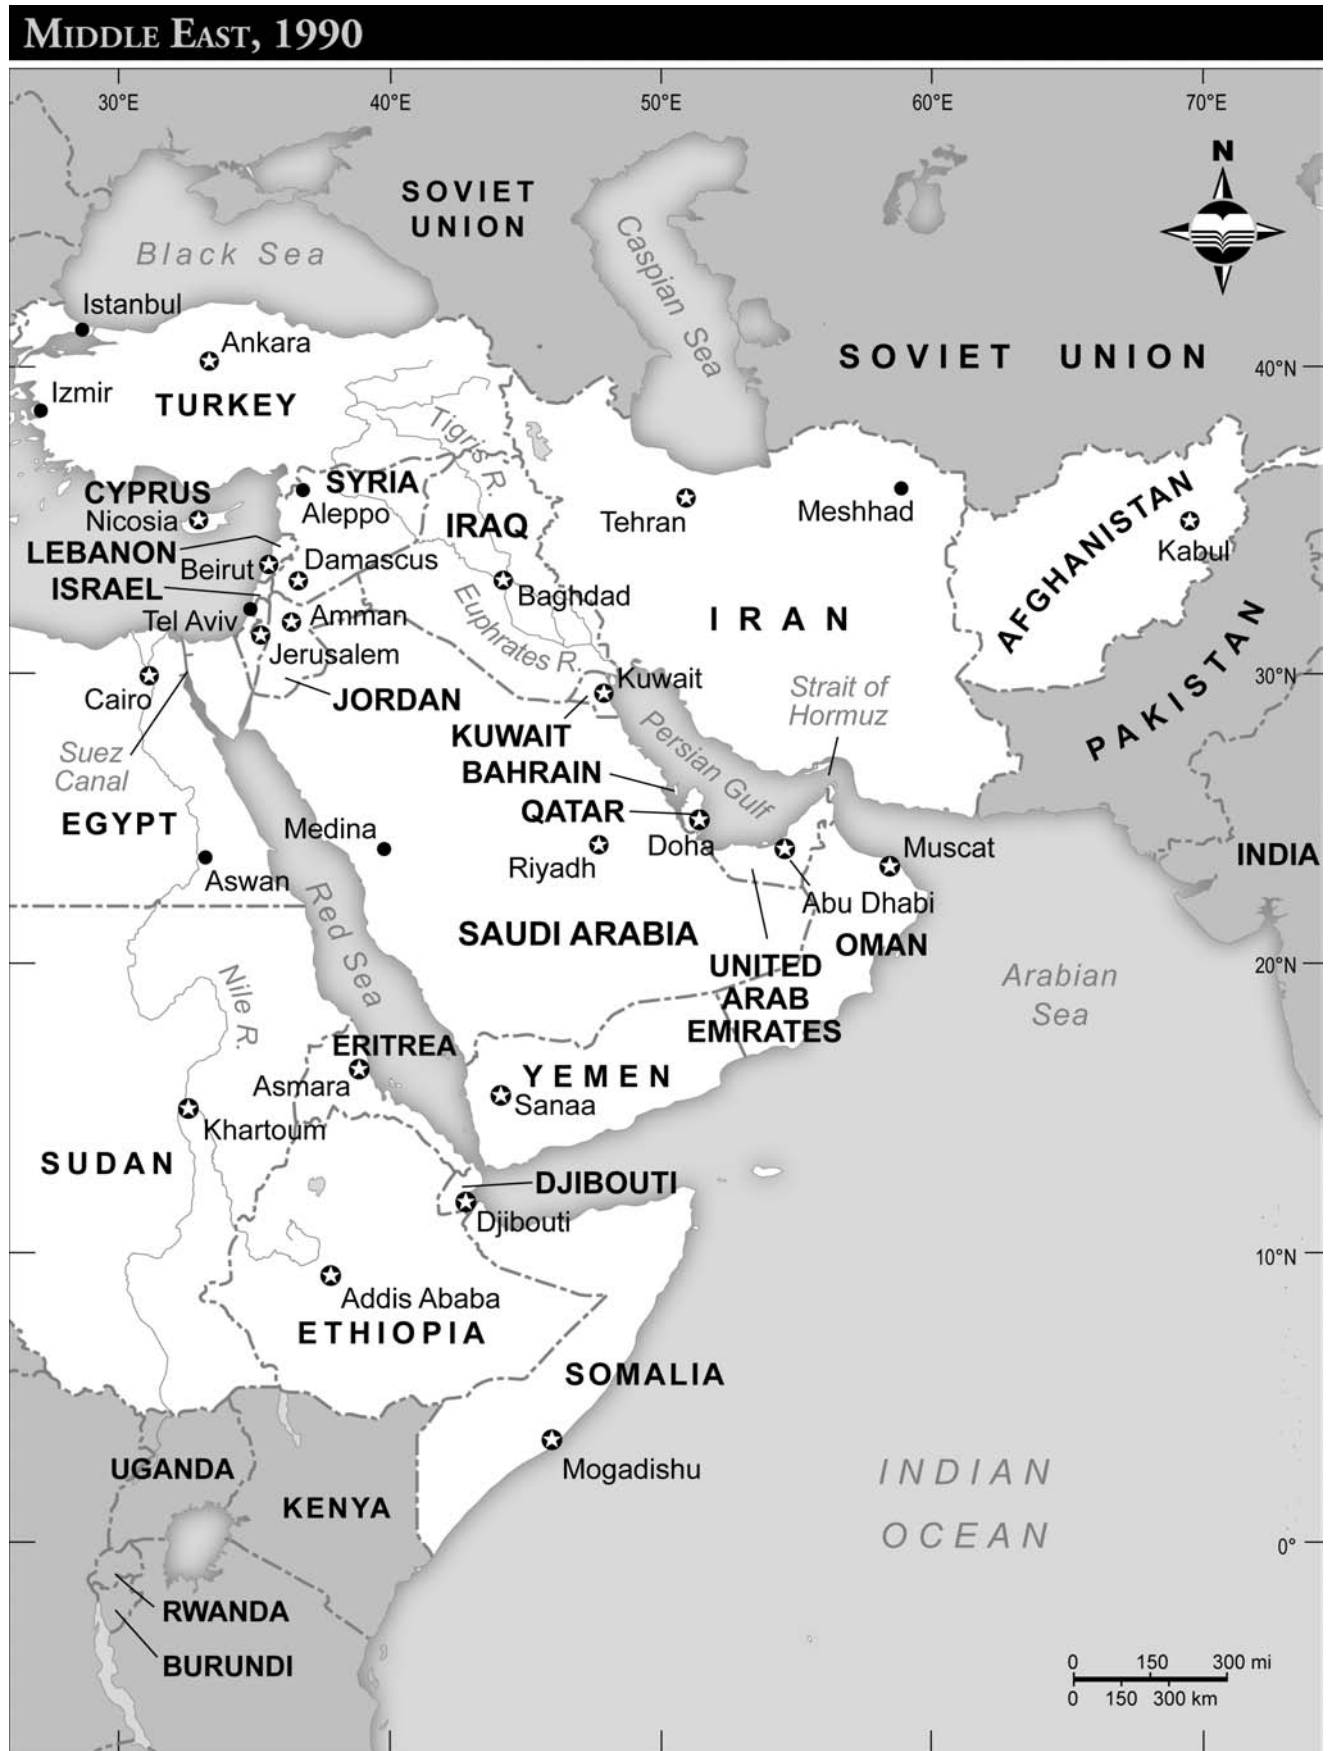 MIDDLE EAST, 1990
30°E
40°E
50°E
60°E
70°E
N
SOVIET
UNION
Black Sea
Caspian Sea
Istanbul
Ankara
SOVIET UNION
40°N
Izmir
TURKEY
Tigris R.
CYPRUS
Nicosia
SYRIA
Aleppo
IRAQ
Tehran
Meshhad
AFGHANISTAN
Kabul
LEBANON
Beirut
Damascus
ISRAEL
Baghdad
Tel Aviv
Amman
Euphrates R.
IRAN
Jerusalem
PAKISTAN
30°N
Cairo
JORDAN
Kuwait
Strait of
Hormuz
KUWAIT
Persian Gulf
Suez
Canal
BAHRAIN
QATAR
EGYPT
Medina
Riyadh
Doha
Muscat
INDIA
Aswan
Abu Dhabi
Red Sea
SAUDI ARABIA
OMAN
UNITED
ARAB
EMIRATES
20°N
Arabian
Sea
Nile R.
ERITREA
Asmara
YEMEN
Sanaa
Khartoum
SUDAN
DJIBOUTI
Djibouti
10°N
Addis Ababa
ETHIOPIA
SOMALIA
Mogadishu
UGANDA
KENYA
INDIAN
OCEAN
0°
RWANDA
BURUNDI
0 150 300 mi
0 150 300 km